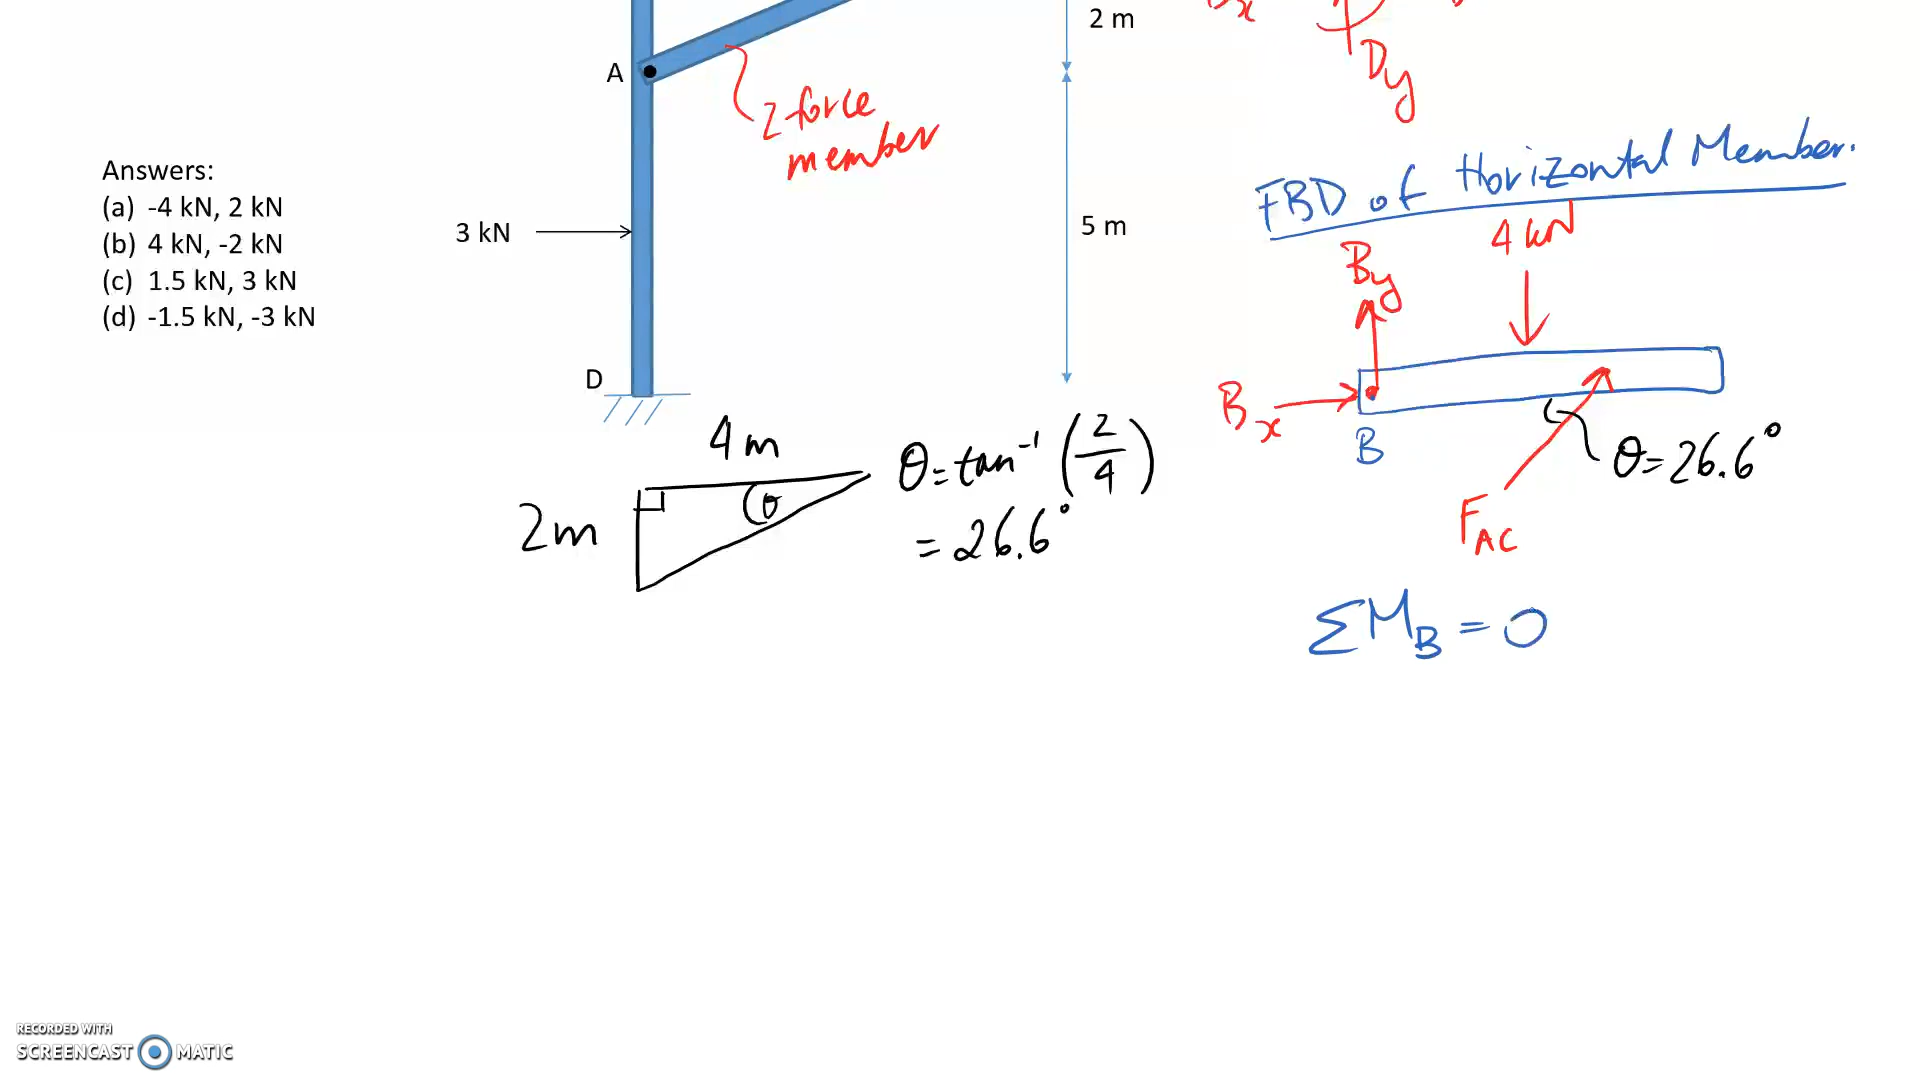 2 m
x
Dy
A
2 force
member
FBD of Horizontal Member.
Answers:
(a) -4 kN, 2 kN
(b) 4 kN, -2 kN
(c) 1.5 kN, 3 kN
(d) -1.5 kN, -3 kN
3 kN
5 m
4 kN
By
D
Bx
B
θ=26.6°
FAC
4m
2m
θ
θ=tan⁻¹(2/4)
= 26.6°
ΣMB = 0
RECORDED WITH
SCREENCAST MATIC